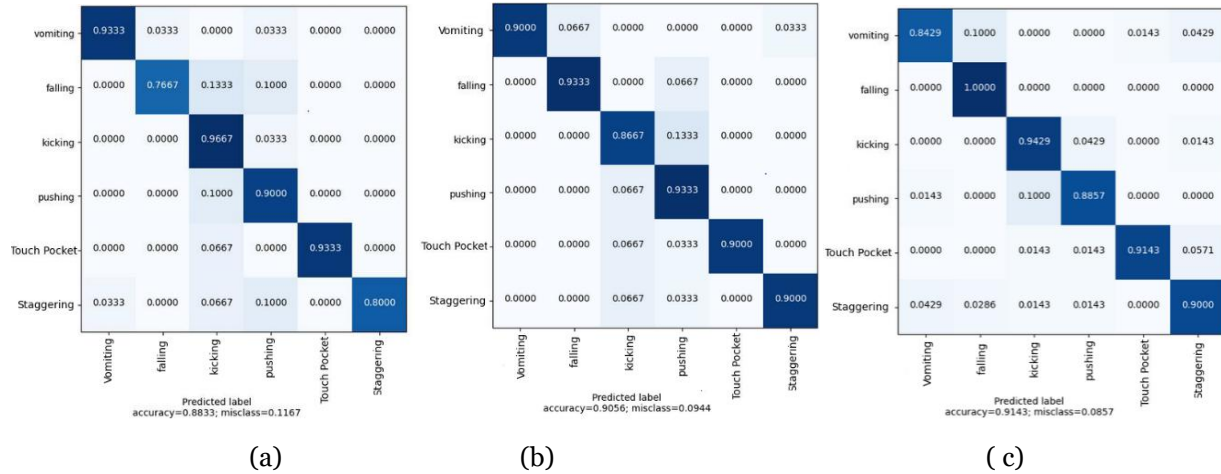 vomiting 0.9333 0.0333 0.0000 0.0333 0.0000 0.0000
falling 0.0000 0.7667 0.1333 0.1000 0.0000 0.0000
kicking 0.0000 0.0000 0.9667 0.0333 0.0000 0.0000
pushing 0.0000 0.0000 0.1000 0.9000 0.0000 0.0000
Touch Pocket 0.0000 0.0000 0.0667 0.0000 0.9333 0.0000
Staggering 0.0333 0.0000 0.0667 0.1000 0.0000 0.8000
Vomiting falling kicking pushing Touch Pocket Staggering
Predicted label
accuracy=0.8833; misclass=0.1167
(a)
Vomiting 0.9000 0.0667 0.0000 0.0000 0.0000 0.0333
falling 0.0000 0.9333 0.0000 0.0667 0.0000 0.0000
kicking 0.0000 0.0000 0.8667 0.1333 0.0000 0.0000
pushing 0.0000 0.0000 0.0667 0.9333 0.0000 0.0000
Touch Pocket 0.0000 0.0000 0.0667 0.0333 0.9000 0.0000
Staggering 0.0000 0.0000 0.0667 0.0333 0.0000 0.9000
Vomiting falling kicking pushing Touch Pocket Staggering
Predicted label
accuracy=0.9056; misclass=0.0944
(b)
vomiting 0.8429 0.1000 0.0000 0.0000 0.0143 0.0429
falling 0.0000 1.0000 0.0000 0.0000 0.0000 0.0000
kicking 0.0000 0.0000 0.9429 0.0429 0.0000 0.0143
pushing 0.0143 0.0000 0.1000 0.8857 0.0000 0.0000
Touch Pocket 0.0000 0.0000 0.0143 0.0143 0.9143 0.0571
Staggering 0.0429 0.0286 0.0143 0.0143 0.0000 0.9000
Vomiting falling kicking pushing Touch Pocket Staggering
Predicted label
accuracy=0.9143; misclass=0.0857
( c)